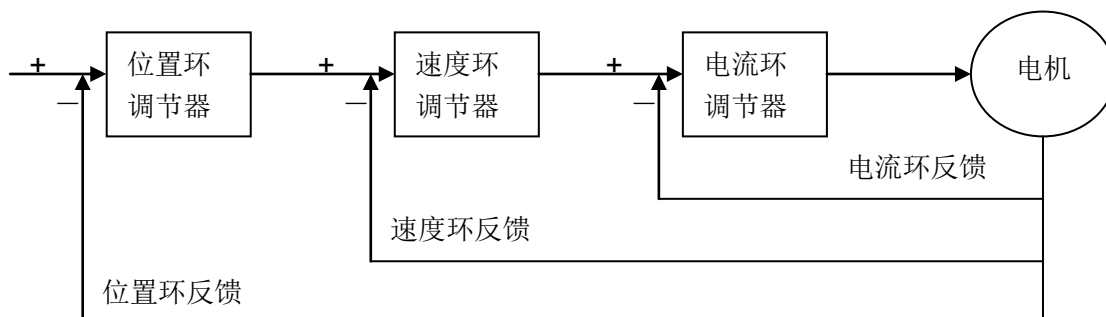 + 位置环 + 速度环 + 电流环 电机
— 调节器 — 调节器 — 调节器
电流环反馈
速度环反馈
位置环反馈